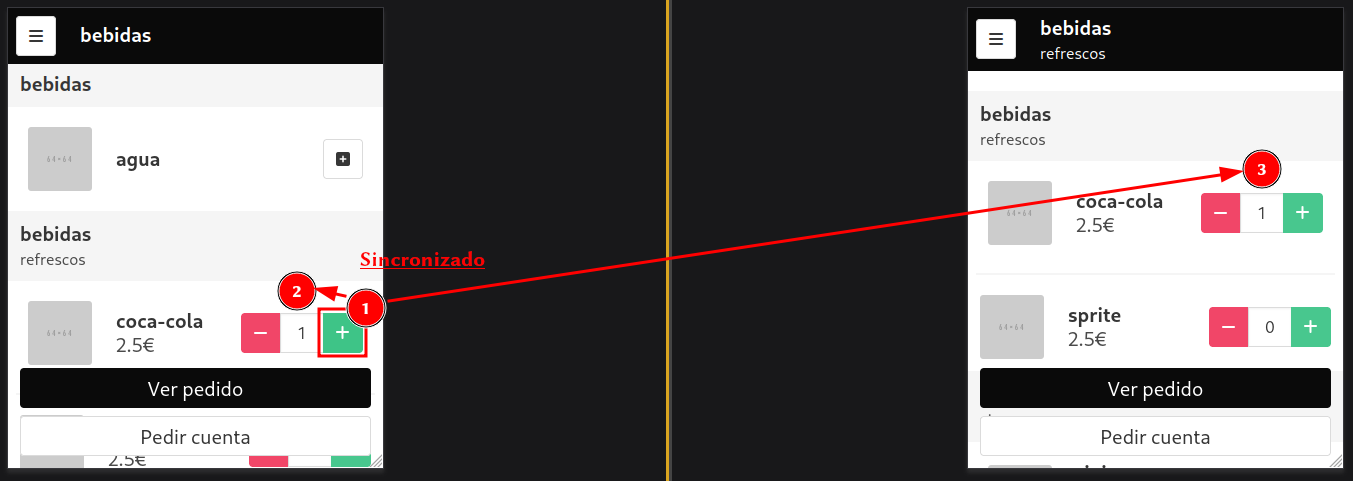 bebidas
bebidas
64×64
agua
bebidas
refrescos
Sincronizado
2
1
64×64
coca-cola
2.5€
1
Ver pedido
Pedir cuenta
2.5€
bebidas
refrescos
bebidas
refrescos
3
64×64
coca-cola
2.5€
1
64×64
sprite
2.5€
0
Ver pedido
Pedir cuenta